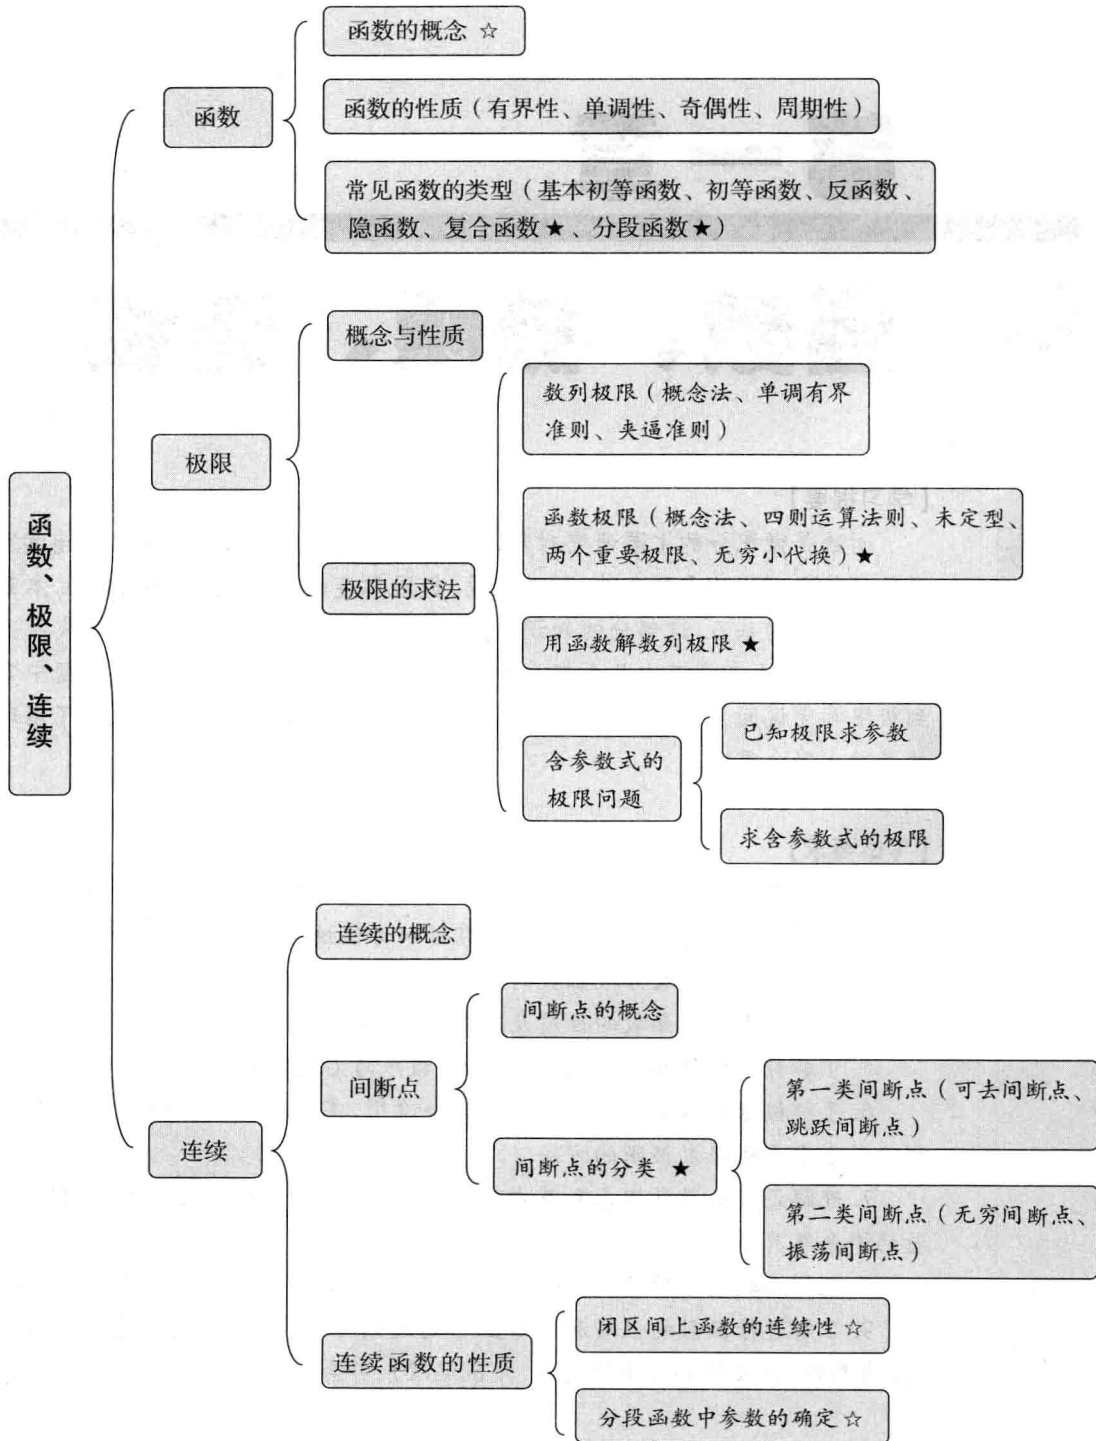 函数、极限、连续
函数
函数的概念 ☆
函数的性质（有界性、单调性、奇偶性、周期性）
常见函数的类型（基本初等函数、初等函数、反函数、
隐函数、复合函数★、分段函数★）
极限
概念与性质
极限的求法
数列极限（概念法、单调有界
准则、夹逼准则）
函数极限（概念法、四则运算法则、未定型、
两个重要极限、无穷小代换）★
用函数解数列极限 ★
含参数式的
极限问题
已知极限求参数
求含参数式的极限
连续
连续的概念
间断点
间断点的概念
间断点的分类 ★
第一类间断点（可去间断点、
跳跃间断点）
第二类间断点（无穷间断点、
振荡间断点）
连续函数的性质
闭区间上函数的连续性 ☆
分段函数中参数的确定 ☆